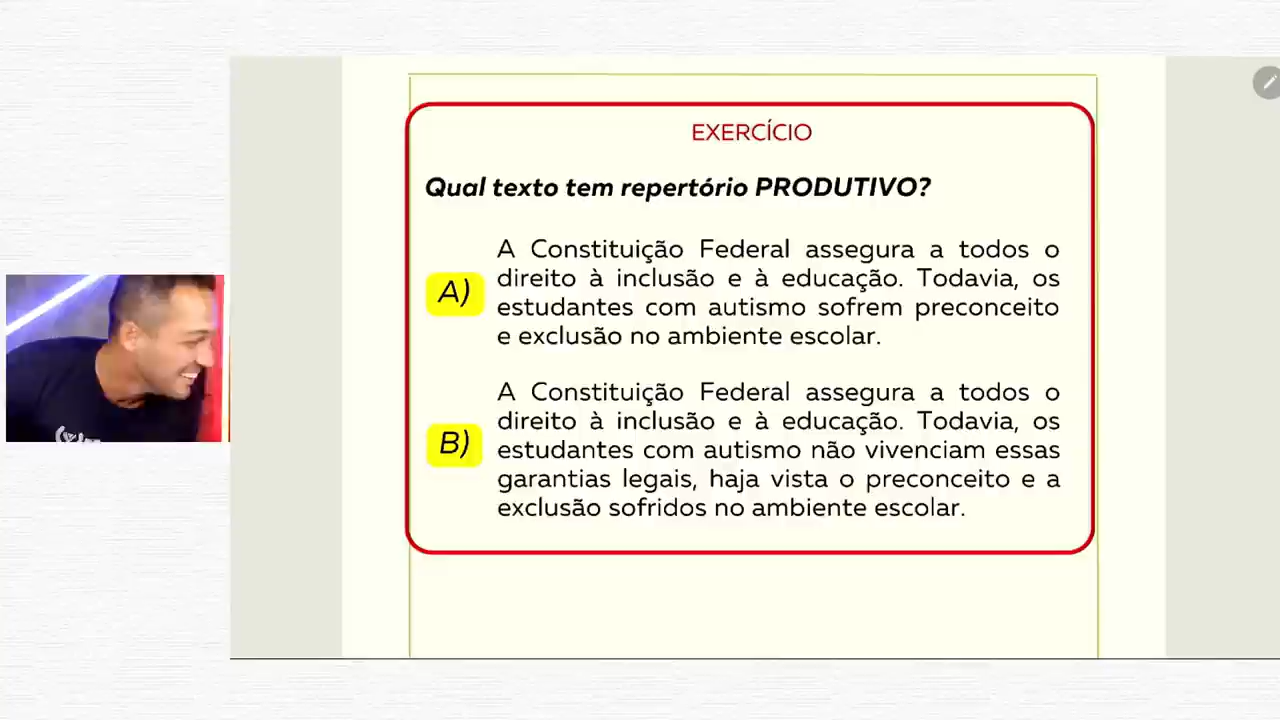 EXERCÍCIO
Qual texto tem repertório PRODUTIVO?
A)
A Constituição Federal assegura a todos o
direito à inclusão e à educação. Todavia, os
estudantes com autismo sofrem preconceito
e exclusão no ambiente escolar.
B)
A Constituição Federal assegura a todos o
direito à inclusão e à educação. Todavia, os
estudantes com autismo não vivenciam essas
garantias legais, haja vista o preconceito e a
exclusão sofridos no ambiente escolar.